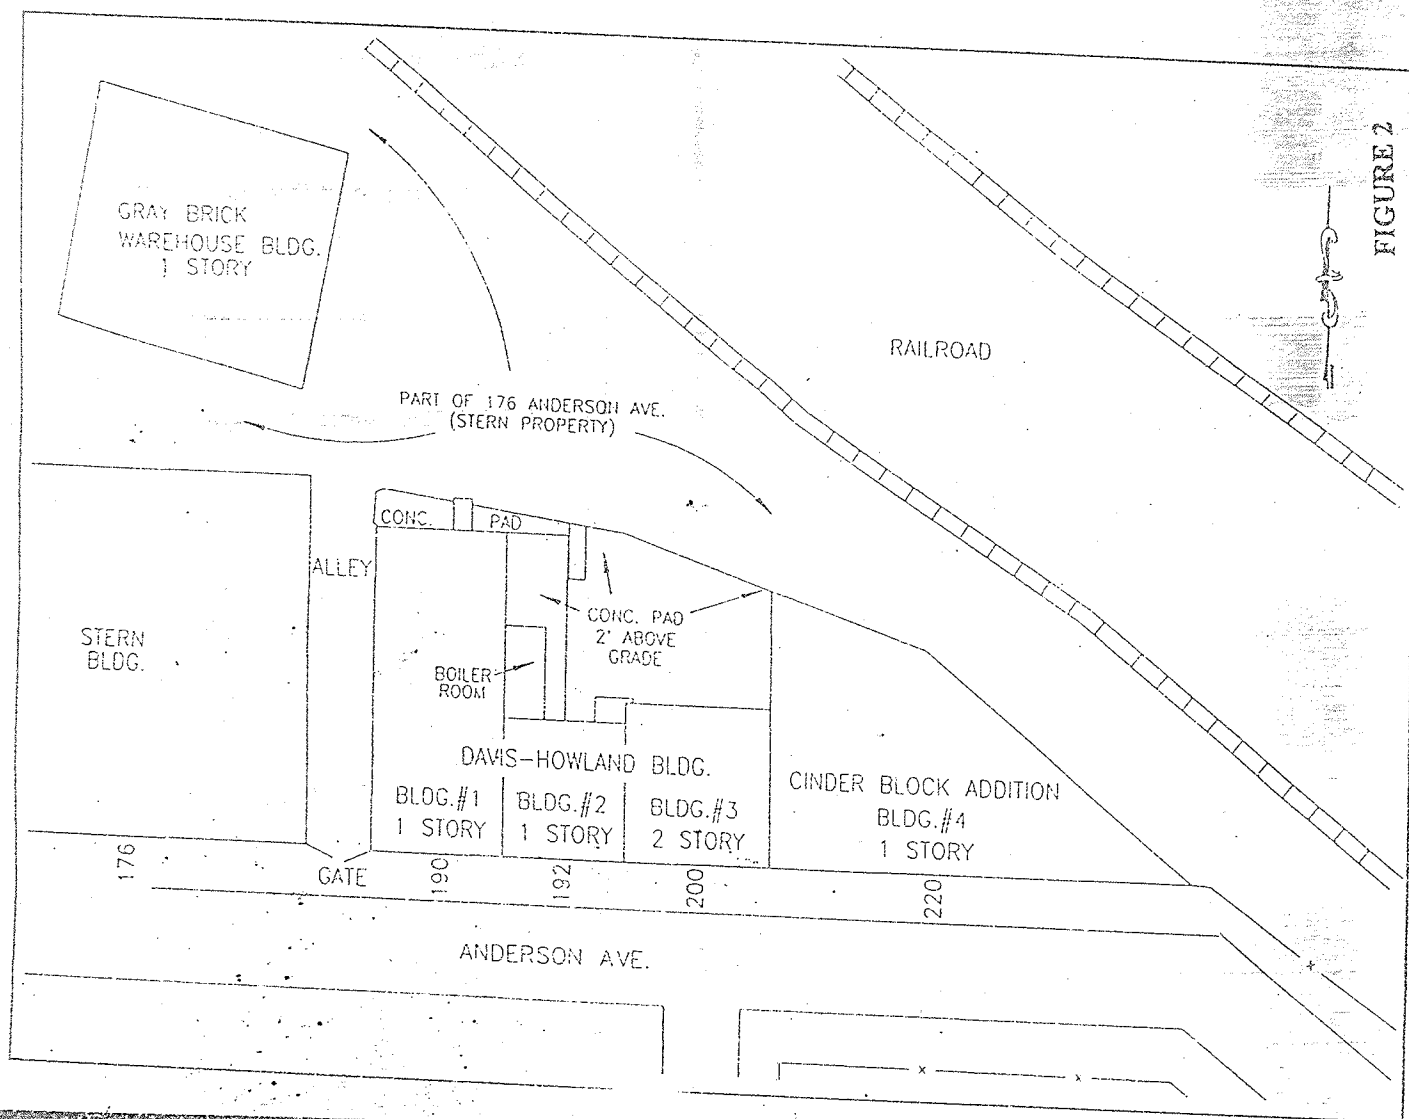 FIGURE 2
GRAY BRICK
WAREHOUSE BLDG.
1 STORY
RAILROAD
PART OF 176 ANDERSON AVE.
(STERN PROPERTY)
CONC. PAD
ALLEY
STERN
BLDG.
CONC. PAD
2' ABOVE
GRADE
BOILER
ROOM
DAVIS-HOWLAND BLDG.
BLDG.#1
1 STORY
BLDG.#2
1 STORY
BLDG.#3
2 STORY
CINDER BLOCK ADDITION
BLDG.#4
1 STORY
176
GATE
190
192
200
220
ANDERSON AVE.